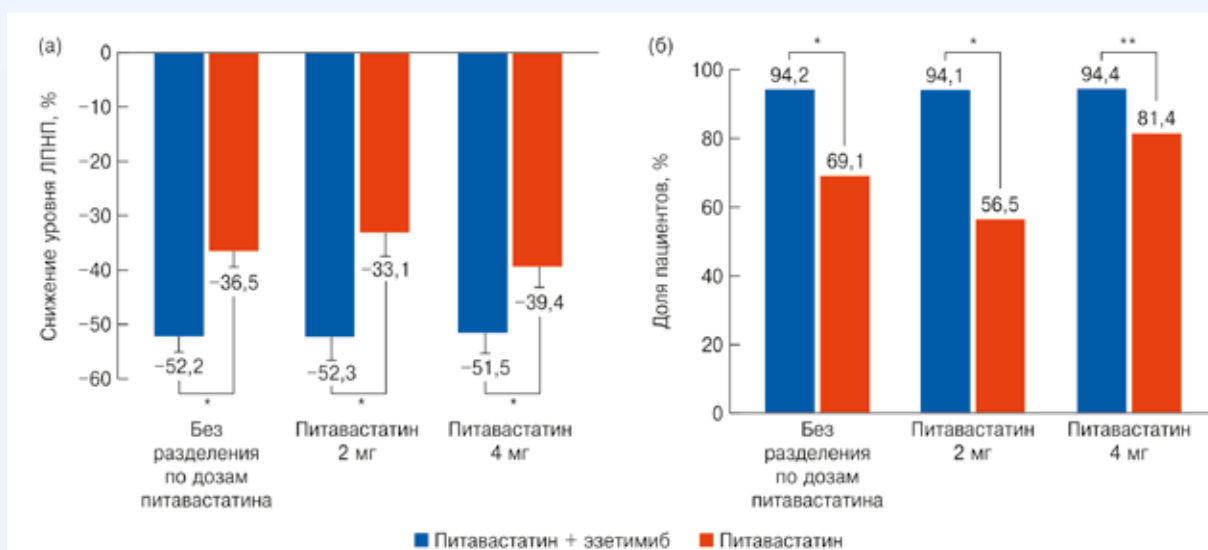 (а)
Снижение уровня ЛПНП, %
0
−10
−20
−30
−40
−50
−60
−52,2
−36,5
*
−52,3
−33,1
*
−51,5
−39,4
*
Без
разделения
по дозам
питавастатина
Питавастатин
2 мг
Питавастатин
4 мг
(б)
Доля пациентов, %
100
80
60
40
20
0
*
94,2
69,1
*
94,1
56,5
**
94,4
81,4
Без
разделения
по дозам
питавастатина
Питавастатин
2 мг
Питавастатин
4 мг
Питавастатин + эзетимиб
Питавастатин